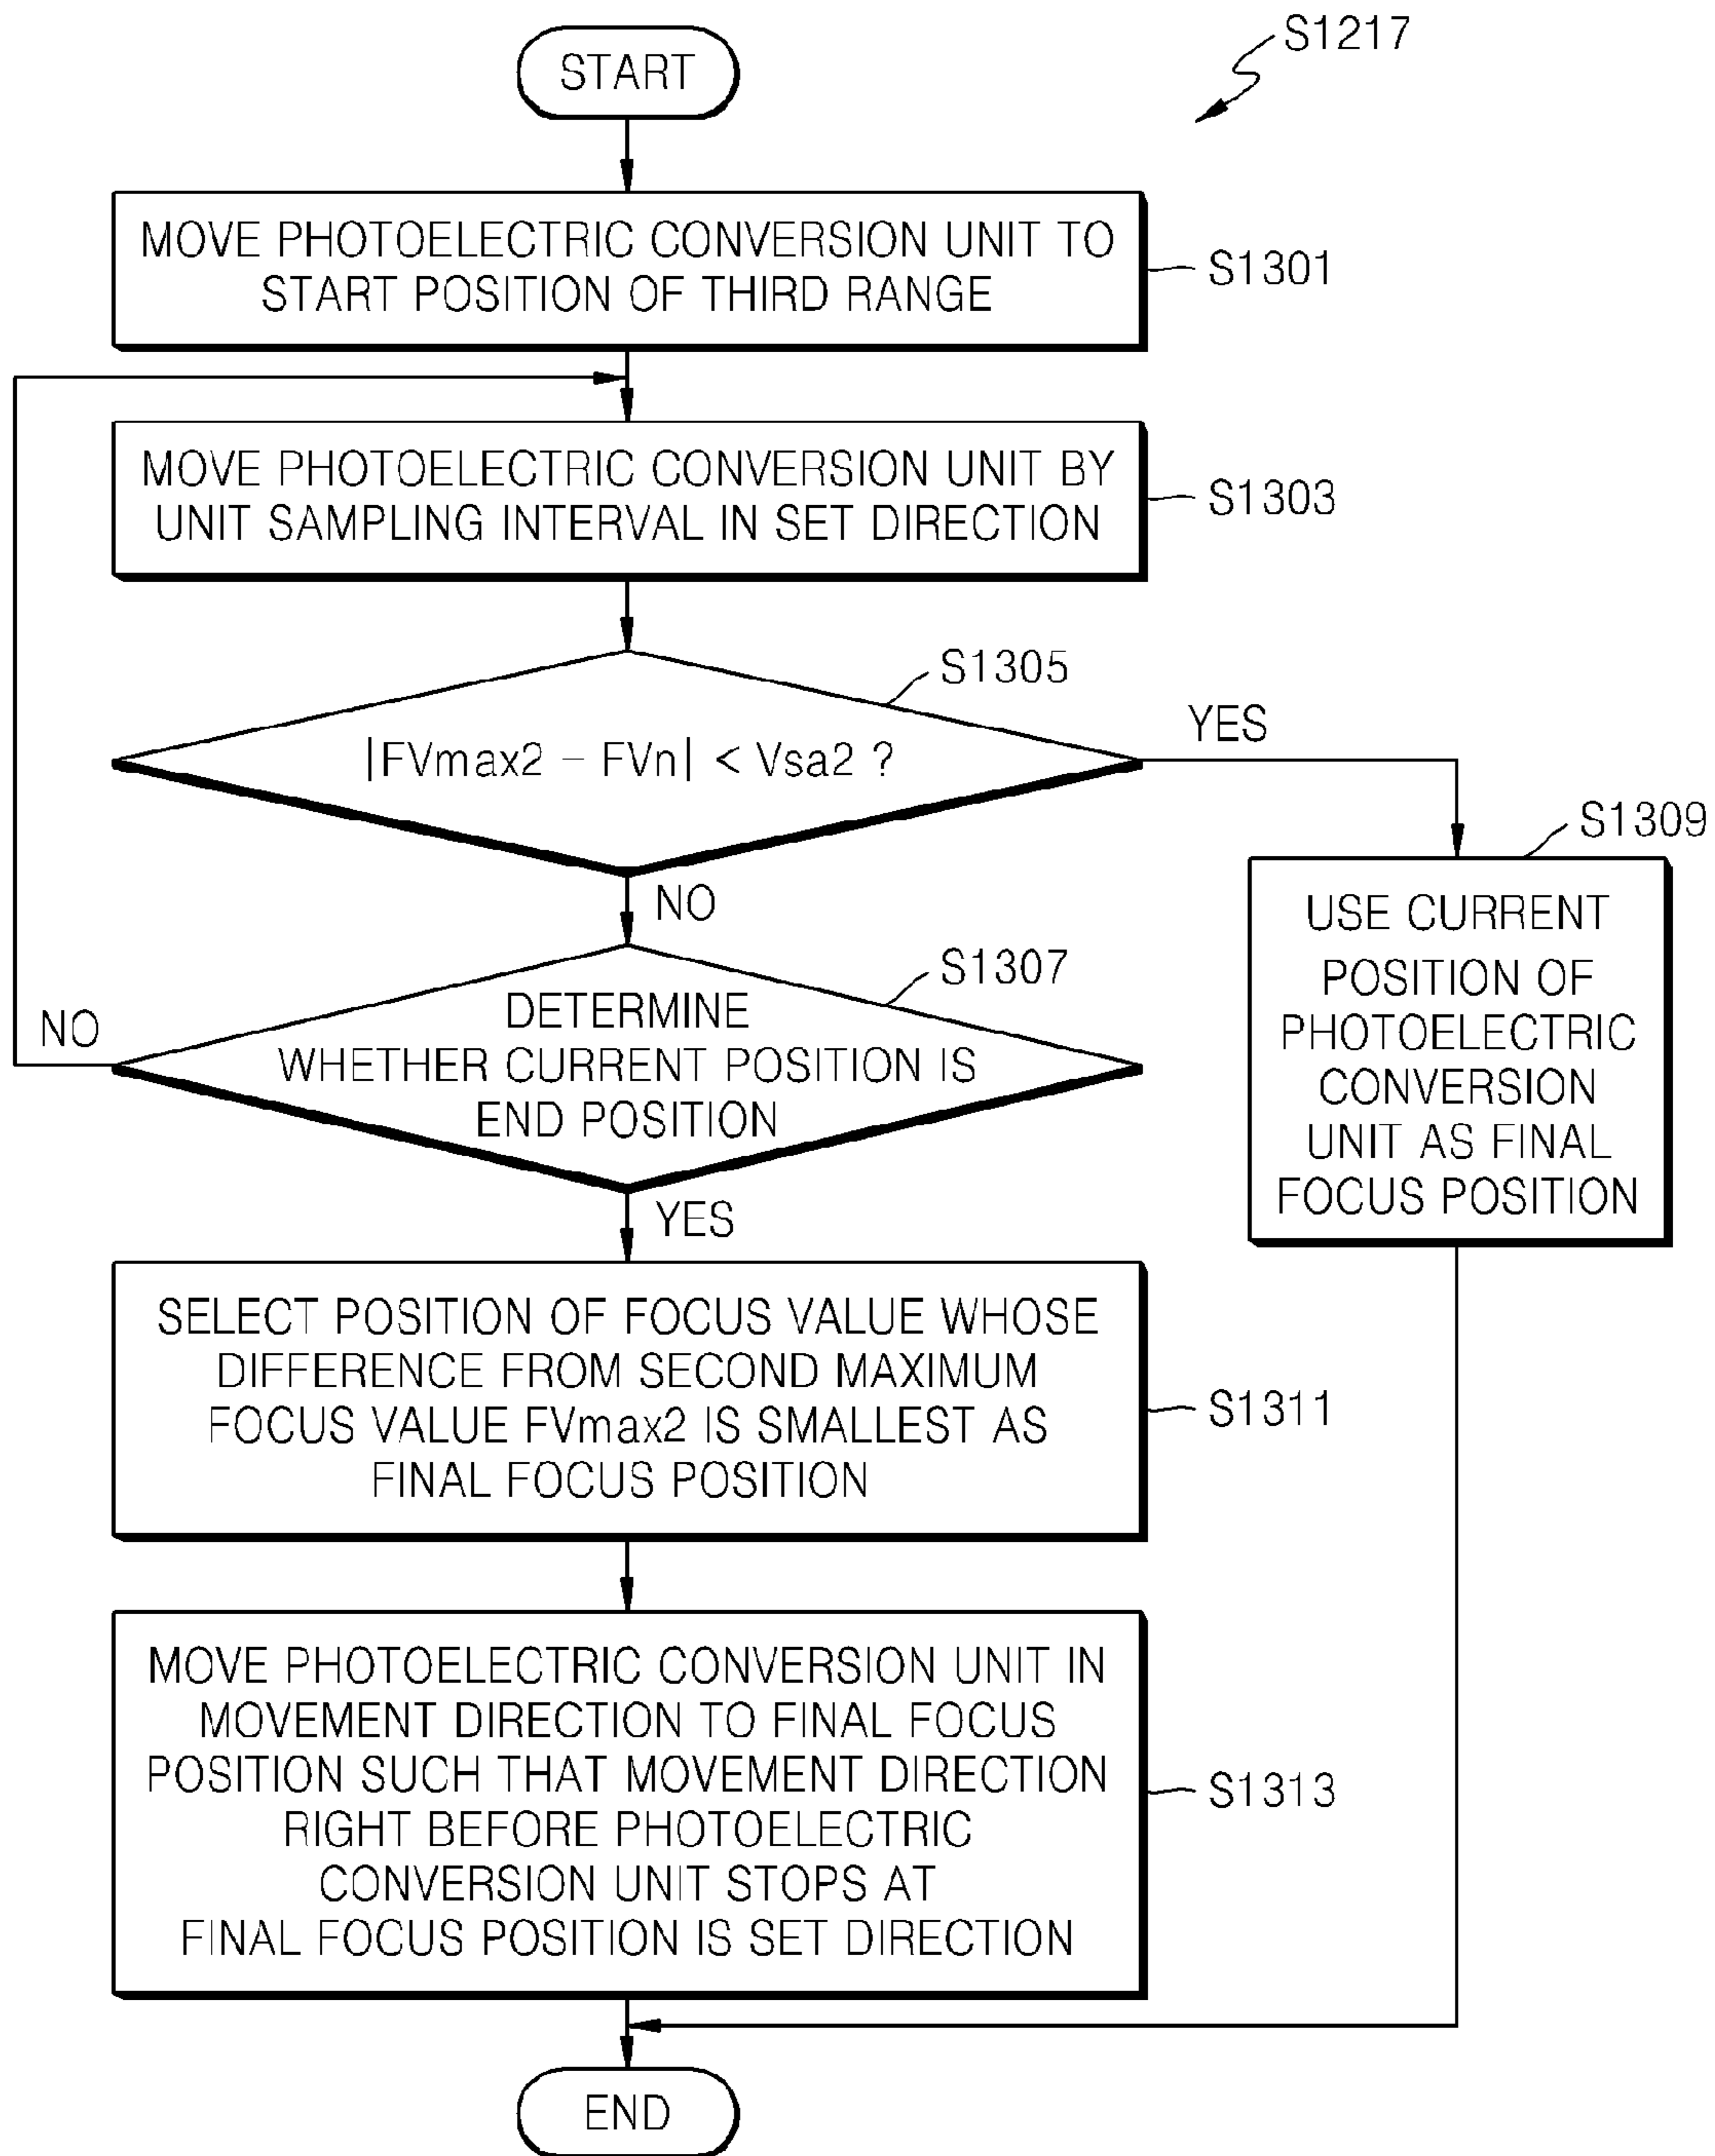 S1217
START
MOVE PHOTOELECTRIC CONVERSION UNIT TO
START POSITION OF THIRD RANGE
S1301
MOVE PHOTOELECTRIC CONVERSION UNIT BY
UNIT SAMPLING INTERVAL IN SET DIRECTION
S1303
S1305
|FVmax2 – FVn| < Vsa2 ?
YES
NO
S1309
USE CURRENT
POSITION OF
PHOTOELECTRIC
CONVERSION
UNIT AS FINAL
FOCUS POSITION
S1307
DETERMINE
WHETHER CURRENT POSITION IS
END POSITION
NO
YES
SELECT POSITION OF FOCUS VALUE WHOSE
DIFFERENCE FROM SECOND MAXIMUM
FOCUS VALUE FVmax2 IS SMALLEST AS
FINAL FOCUS POSITION
S1311
MOVE PHOTOELECTRIC CONVERSION UNIT IN
MOVEMENT DIRECTION TO FINAL FOCUS
POSITION SUCH THAT MOVEMENT DIRECTION
RIGHT BEFORE PHOTOELECTRIC
CONVERSION UNIT STOPS AT
FINAL FOCUS POSITION IS SET DIRECTION
S1313
END